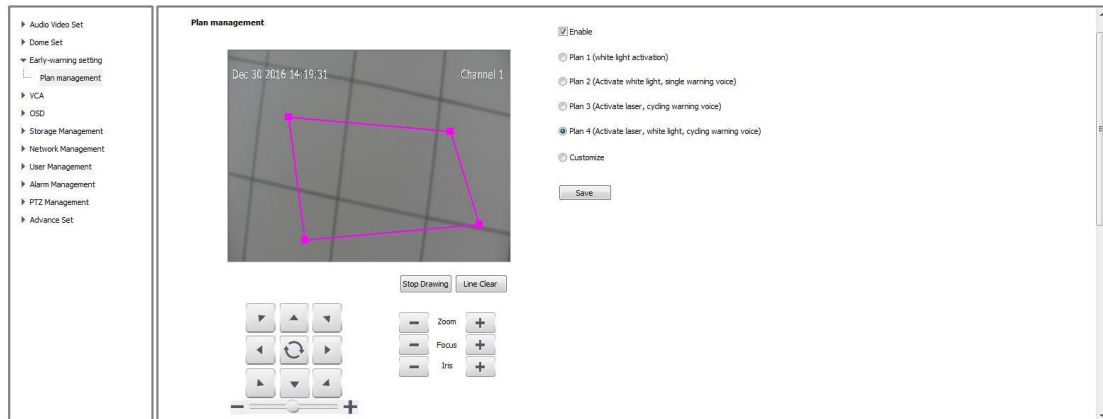 Audio Video Set
Dome Set
Early-warning setting
Plan management
VCA
OSD
Storage Management
Network Management
User Management
Alarm Management
PTZ Management
Advance Set
Plan management
Dec 30 2016 14:19:31
Channel 1
Stop Drawing
Line Clear
Zoom
Focus
Iris
Enable
Plan 1 (white light activation)
Plan 2 (Activate white light, single warning voice)
Plan 3 (Activate laser, cycling warning voice)
Plan 4 (Activate laser, white light, cycling warning voice)
Customize
Save